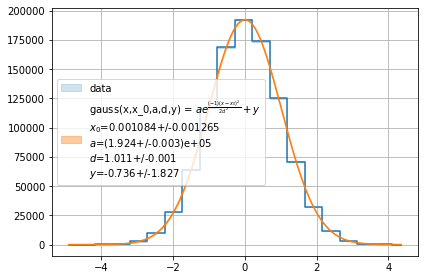 200000
175000
150000
125000
100000
75000
50000
25000
0
data
gauss(x,x_0,a,d,y) = $ae^{\frac{(-1)(x-x_0)^2}{2d^2}}+y$
$x_0$=0.001084+/-0.001265
$a$=(1.924+/-0.003)e+05
$d$=1.011+/-0.001
$y$=-0.736+/-1.827
−4 −2 0 2 4